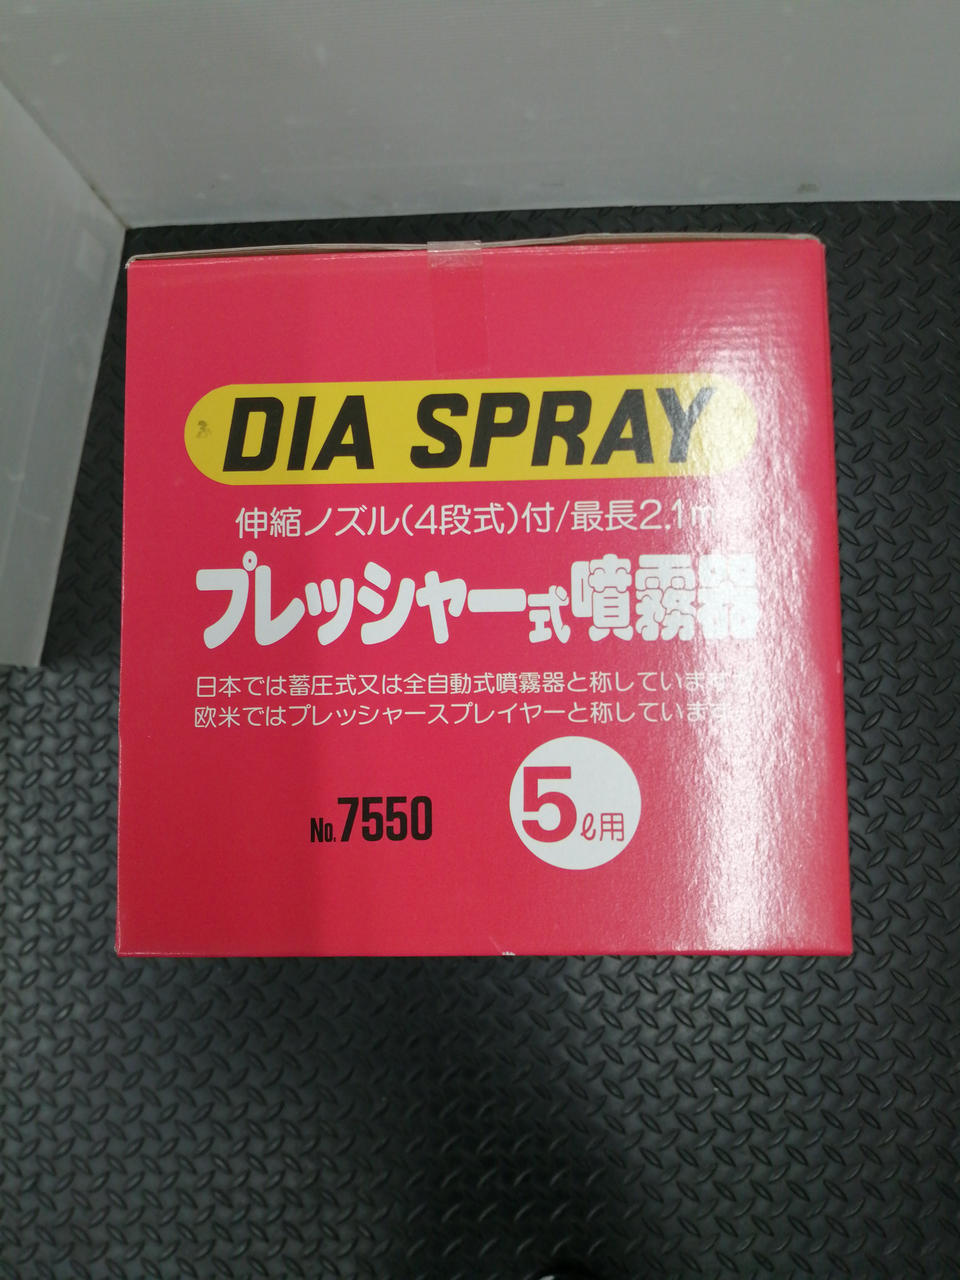 DIA SPRAY
伸縮ノズル(4段式)付/最長2.1m
プレッシャー式噴霧器
日本では蓄圧式又は全自動式噴霧器と称しています。
欧米ではプレッシャースプレイヤーと称しています。
No.7550
5ℓ用